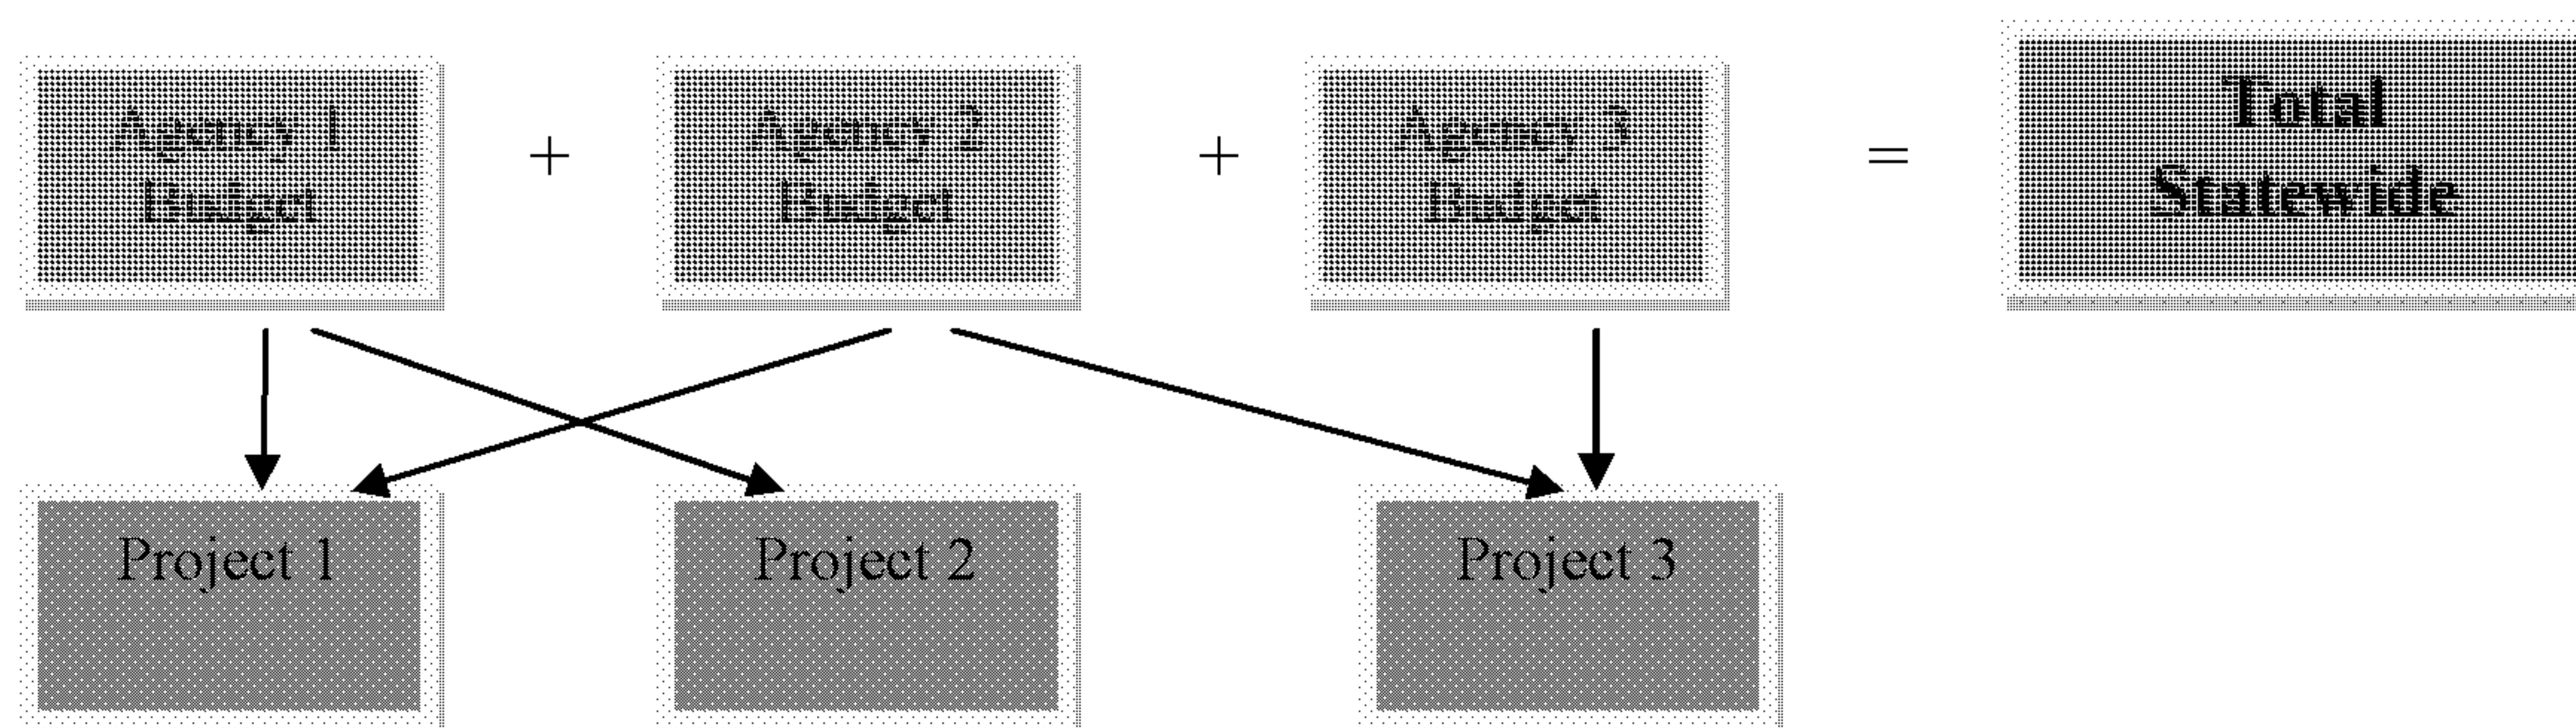 Agency 1
Budget
+
Agency 2
Budget
+
Agency 3
Budget
=
Total
Statewide
Project 1
Project 2
Project 3